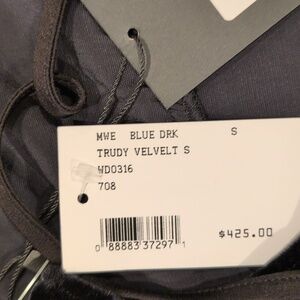 MWE BLUE DRK S
TRUDY VELVELT S
WD0316
708
0 88883 37297 1
$425.00